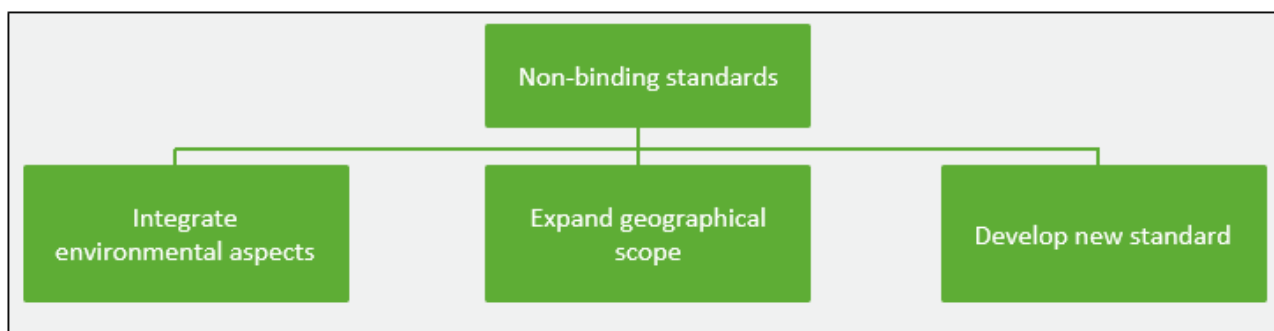 Non-binding standards
Integrate
environmental aspects
Expand geographical
scope
Develop new standard